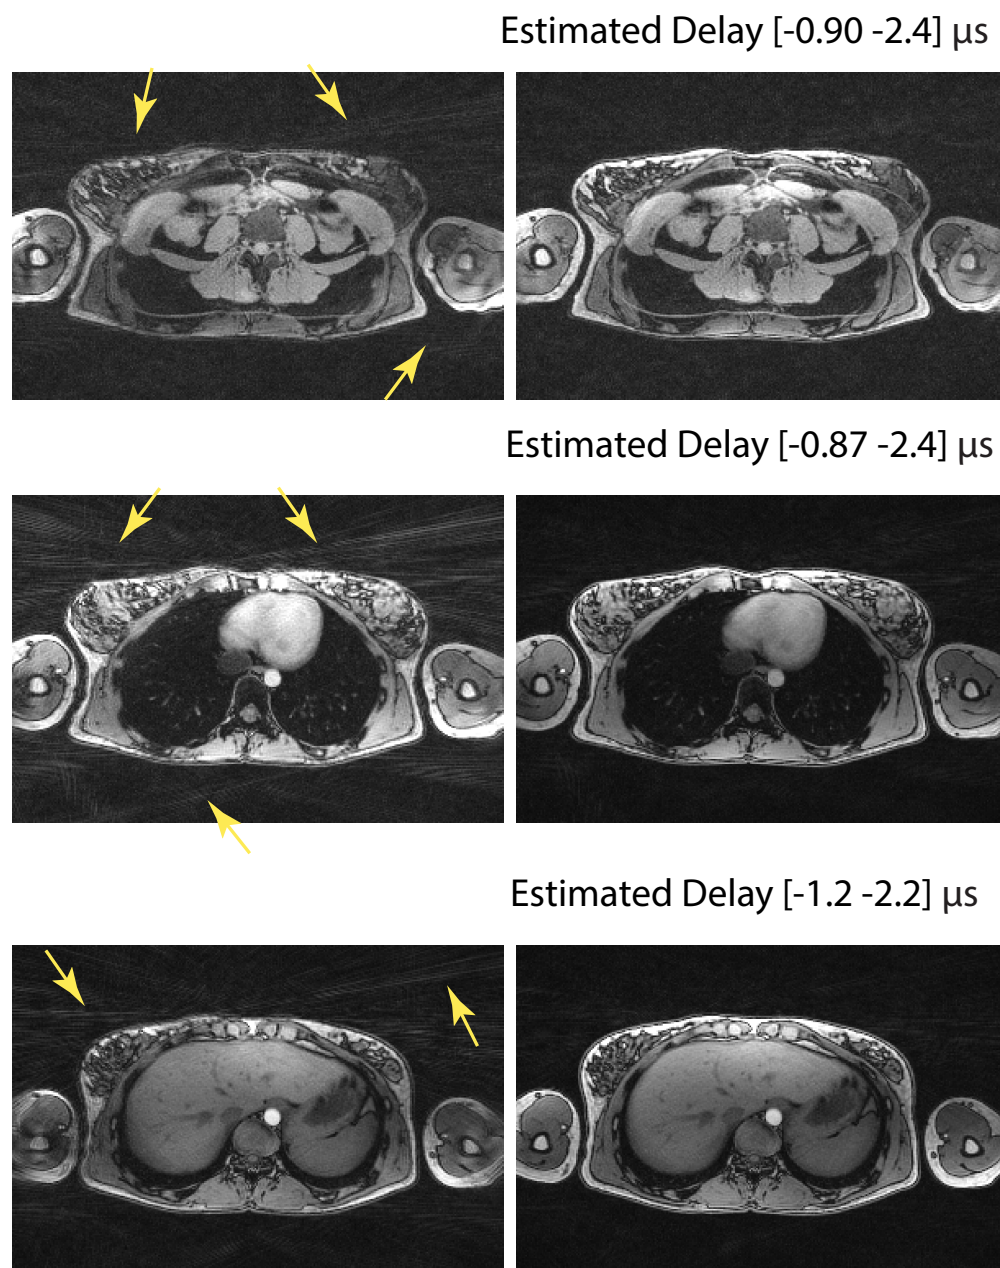 Estimated Delay [-0.90 -2.4] μs
Estimated Delay [-0.87 -2.4] μs
Estimated Delay [-1.2 -2.2] μs